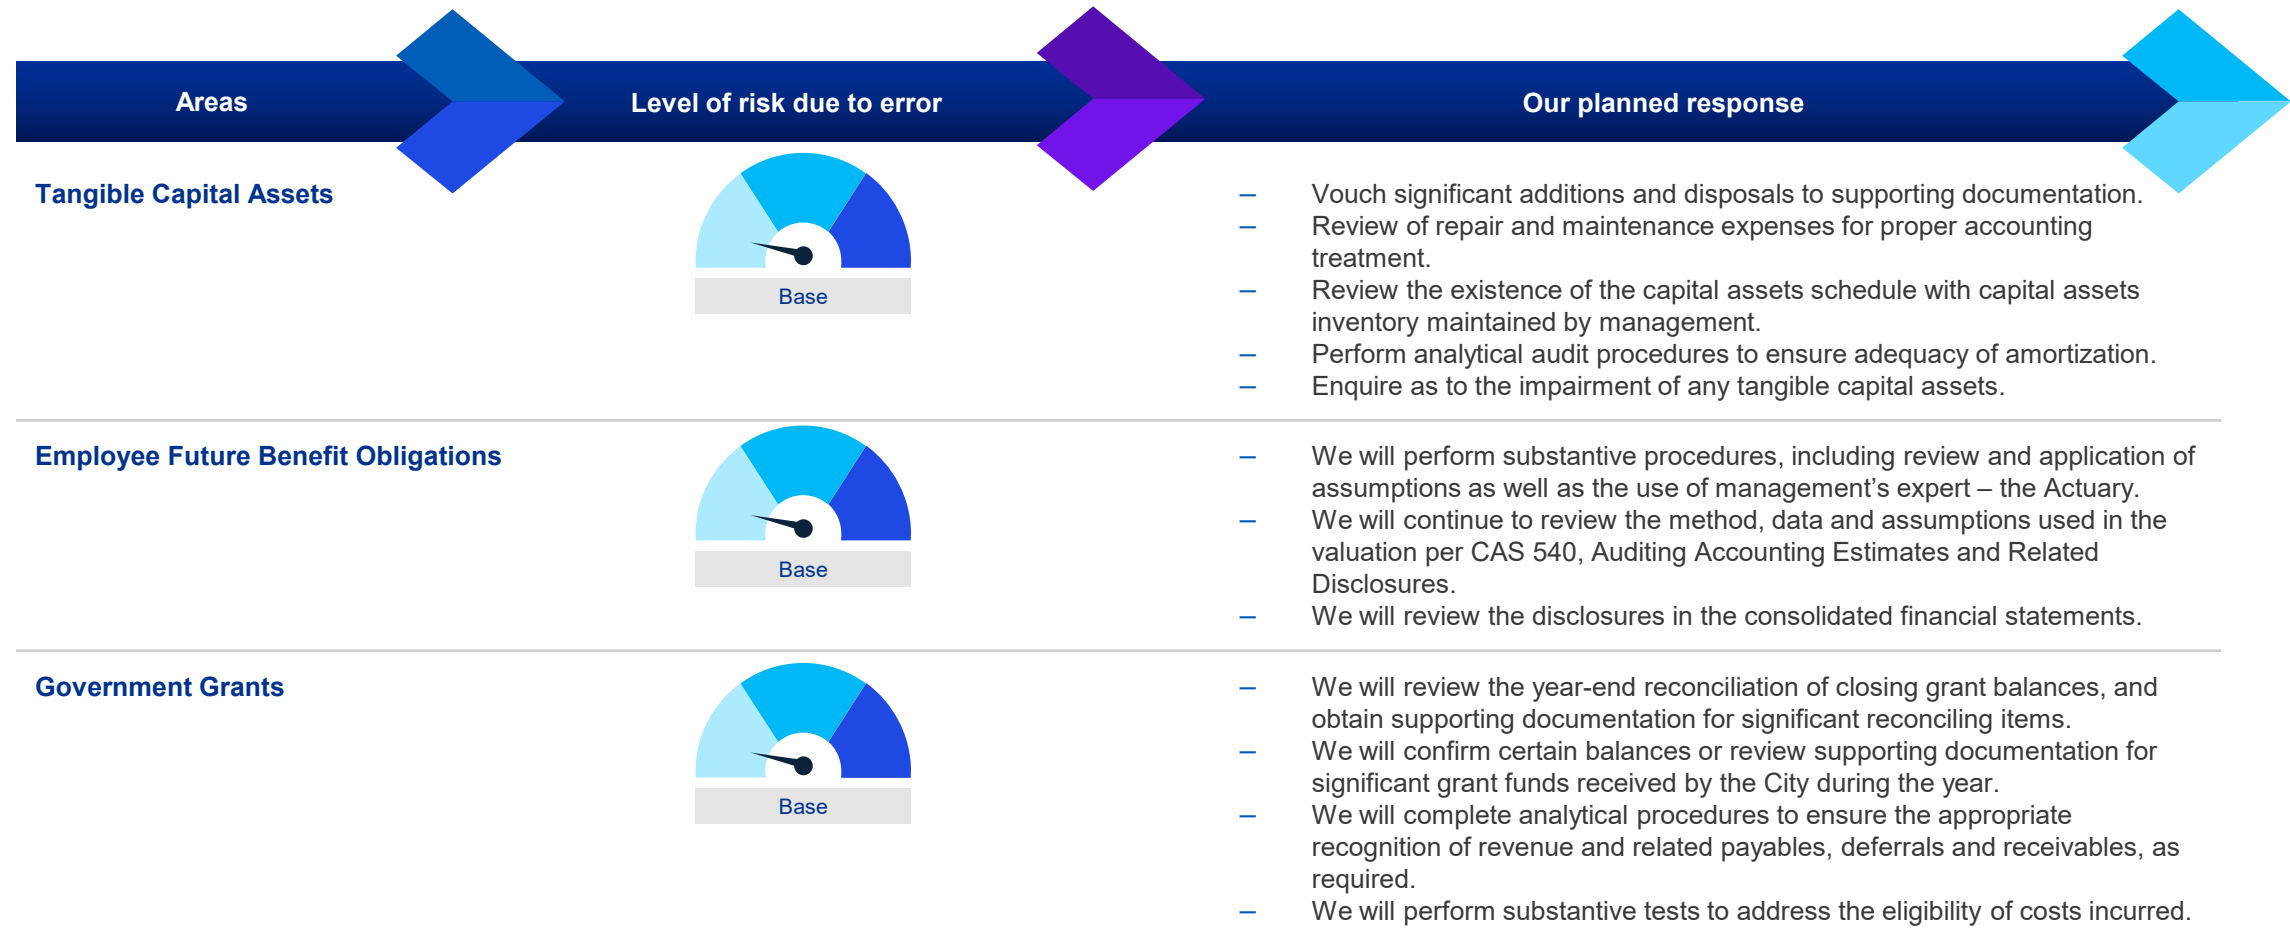 Areas
Level of risk due to error
Our planned response
Tangible Capital Assets
Base
– Vouch significant additions and disposals to supporting documentation.
– Review of repair and maintenance expenses for proper accounting
treatment.
– Review the existence of the capital assets schedule with capital assets
inventory maintained by management.
– Perform analytical audit procedures to ensure adequacy of amortization.
– Enquire as to the impairment of any tangible capital assets.
Employee Future Benefit Obligations
Base
– We will perform substantive procedures, including review and application of
assumptions as well as the use of management’s expert – the Actuary.
– We will continue to review the method, data and assumptions used in the
valuation per CAS 540, Auditing Accounting Estimates and Related
Disclosures.
– We will review the disclosures in the consolidated financial statements.
Government Grants
Base
– We will review the year-end reconciliation of closing grant balances, and
obtain supporting documentation for significant reconciling items.
– We will confirm certain balances or review supporting documentation for
significant grant funds received by the City during the year.
– We will complete analytical procedures to ensure the appropriate
recognition of revenue and related payables, deferrals and receivables, as
required.
– We will perform substantive tests to address the eligibility of costs incurred.